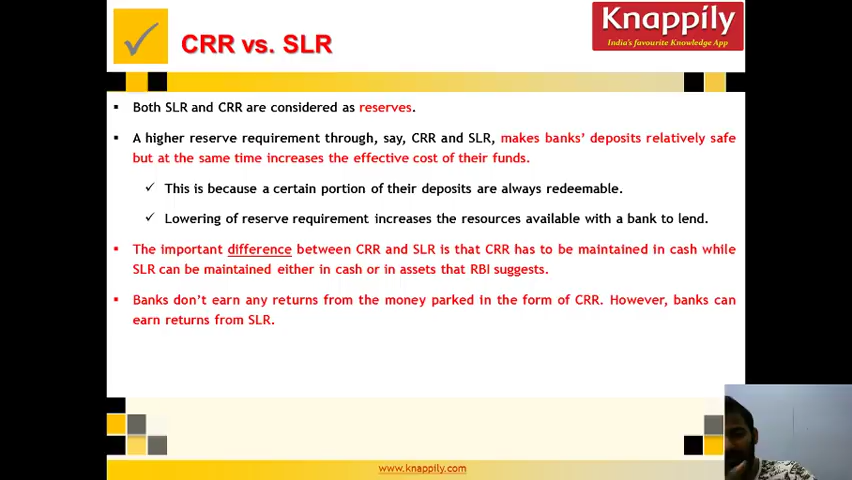 CRR vs. SLR
Knappily
India's favourite Knowledge App
▪ Both SLR and CRR are considered as reserves.
▪ A higher reserve requirement through, say, CRR and SLR, makes banks’ deposits relatively safe
but at the same time increases the effective cost of their funds.
✓ This is because a certain portion of their deposits are always redeemable.
✓ Lowering of reserve requirement increases the resources available with a bank to lend.
▪ The important difference between CRR and SLR is that CRR has to be maintained in cash while
SLR can be maintained either in cash or in assets that RBI suggests.
▪ Banks don’t earn any returns from the money parked in the form of CRR. However, banks can
earn returns from SLR.
www.knappily.com